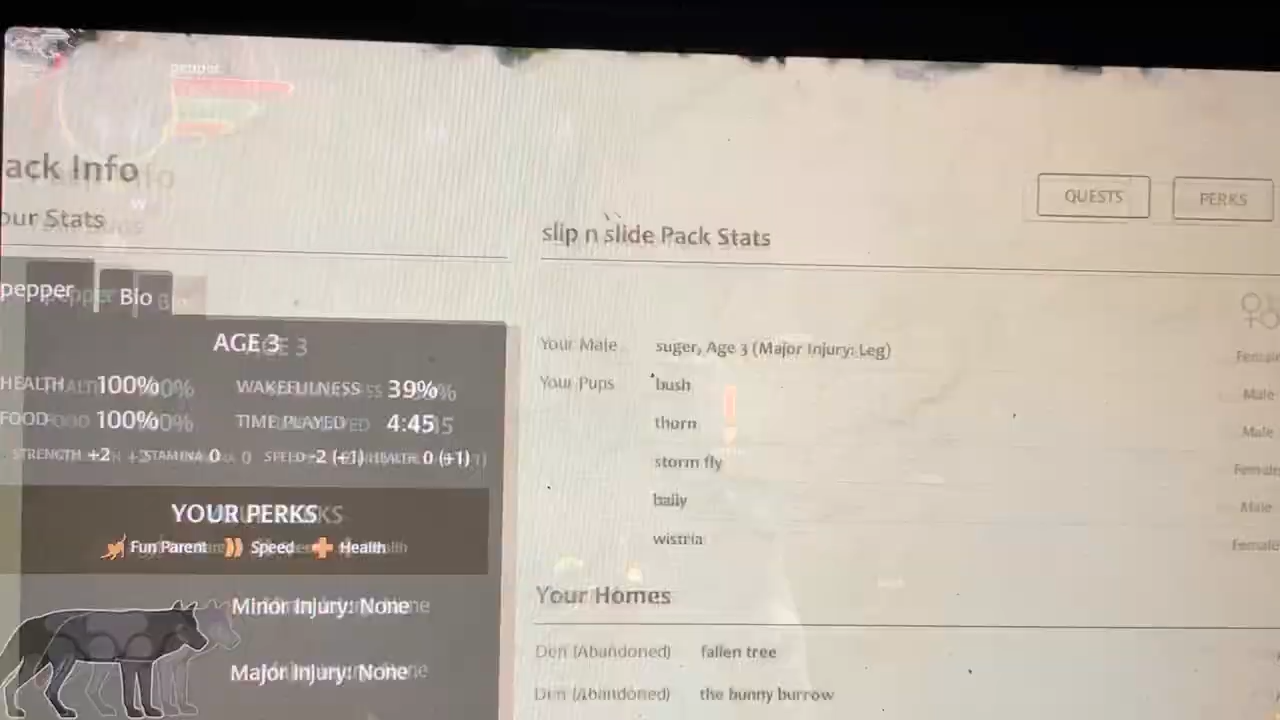 pepper
ack Info
our Stats
QUESTS
PERKS
slip n slide Pack Stats
pepper
Bio
AGE 3
HEALTH 100%
WAKEFULNESS 39%
FOOD 100%
TIME PLAYED 4:45
STRENGTH +2 STAMINA 0 SPEED -2 (+1) HEALTH 0 (+1)
YOUR PERKS
Fun Parent Speed Health
Minor Injury: None
Major Injury: None
Your Male suger, Age 3 (Major Injury: Leg) Female
Your Pups bush Male
thorn Male
storm fly Female
bally Male
wistria Female
Your Homes
Den (Abandoned) fallen tree
Den (Abandoned) the bunny burrow